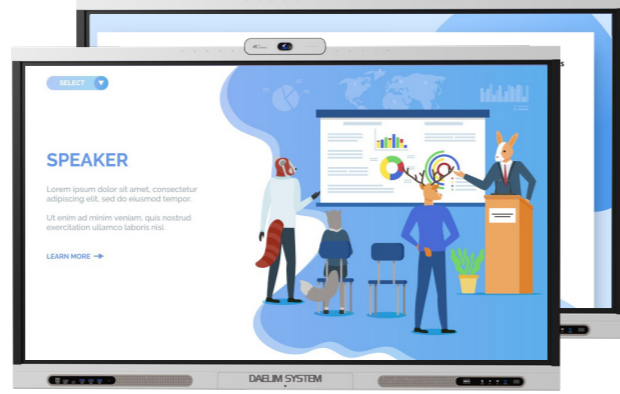 SELECT
SPEAKER
Lorem ipsum dolor sit amet, consectetur
adipiscing elit, sed do eiusmod tempor.
Ut enim ad minim veniam, quis nostrud
exercitation ullamco laboris nisi.
LEARN MORE
DAELIM SYSTEM